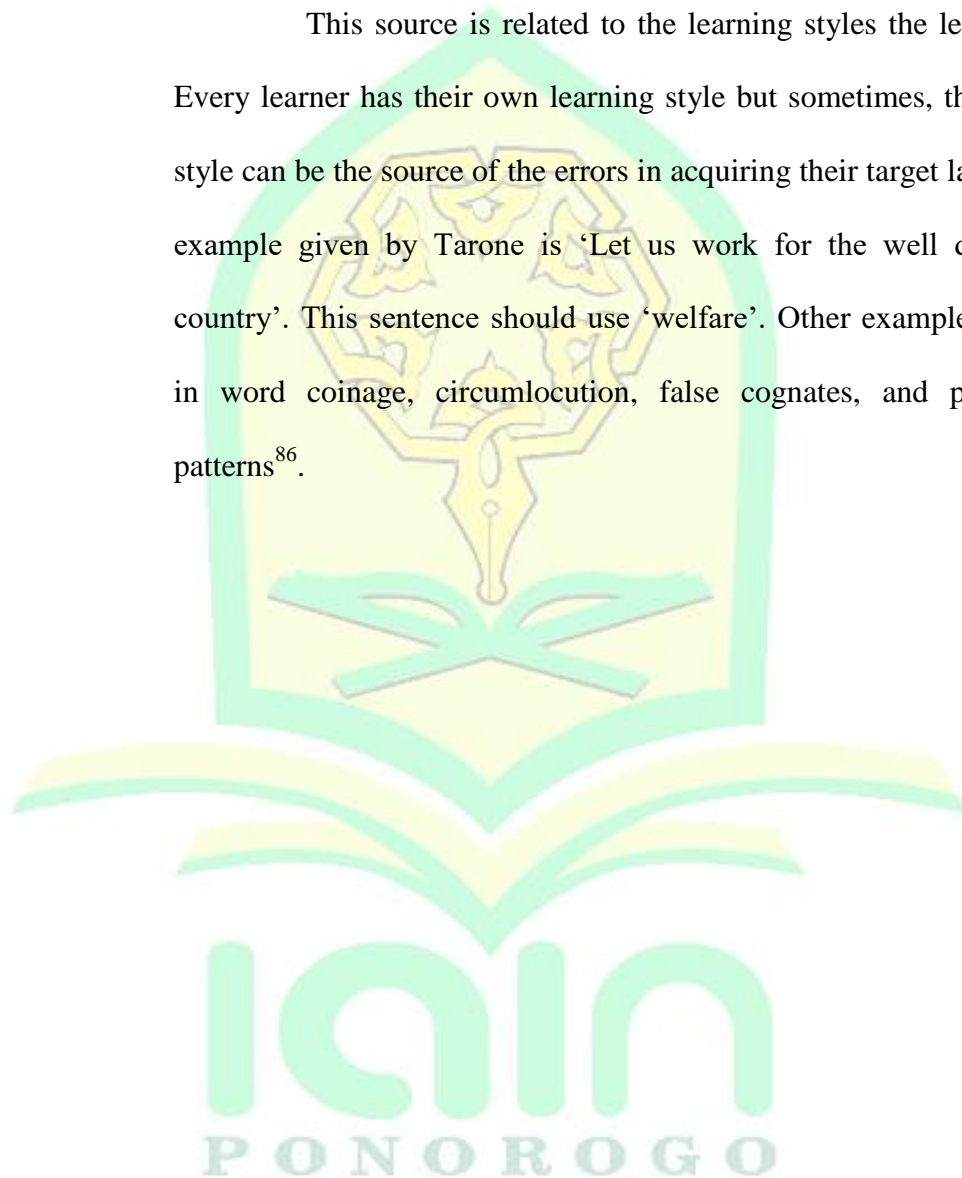 This source is related to the learning styles the le
Every learner has their own learning style but sometimes, th
style can be the source of the errors in acquiring their target la
example given by Tarone is ‘Let us work for the well d
country’. This sentence should use ‘welfare’. Other example
in word coinage, circumlocution, false cognates, and p
patterns86.
iain
PONOROGO